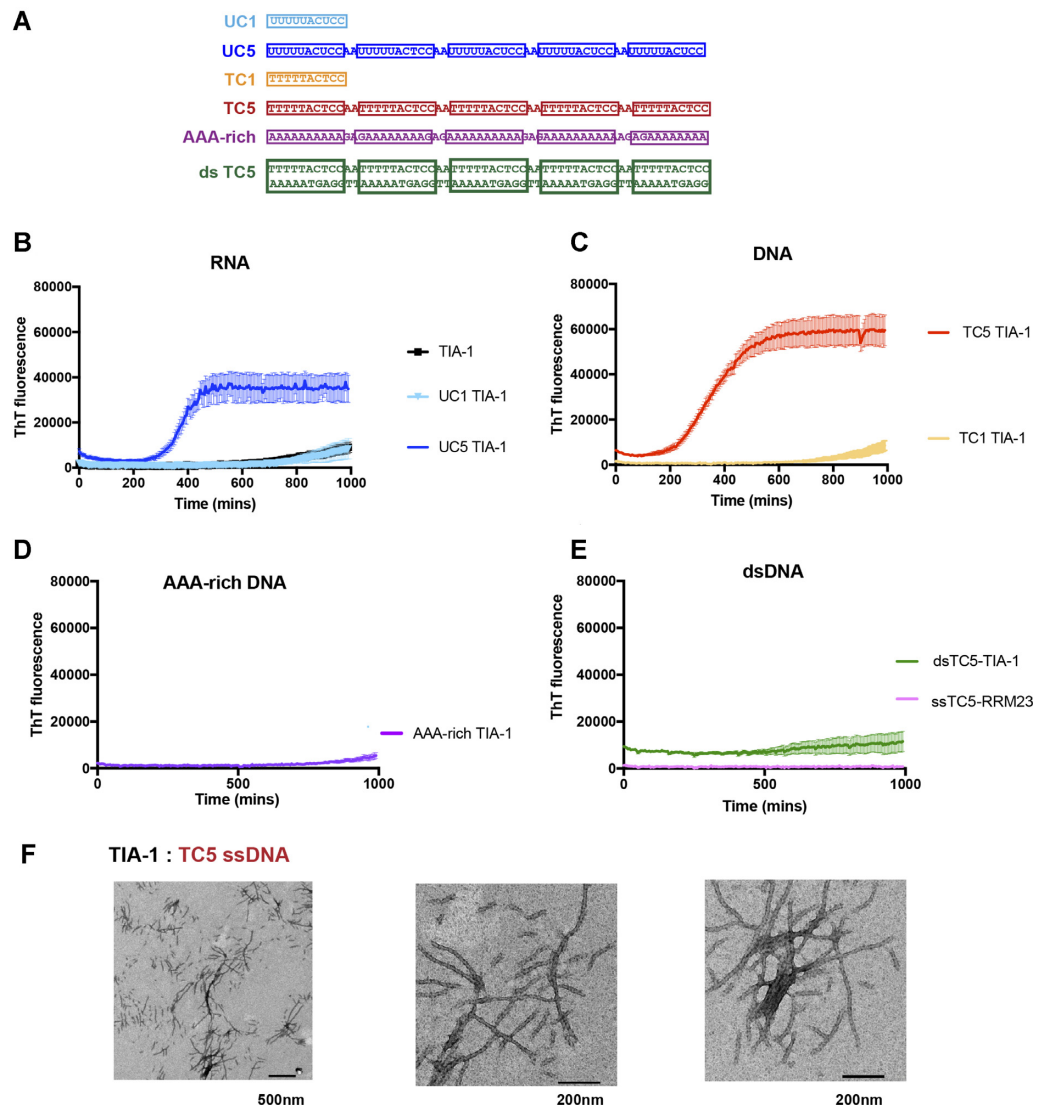 A
UC1 UUUUUACUCC
UC5 UUUUUACUCCAAUUUUUACTCCAAUUUUUACUCCAAUUUUUACUCCAAUUUUUACUCC
TC1 TTTTTACTCC
TC5 TTTTTACTCCAATTTTTACTCCAATTTTTACTCCAATTTTTACTCCAATTTTTACTCC
AAA-rich AAAAAAAAAAGAGAAAAAAAAGAGAAAAAAAAAAGAGAAAAAAAAAAGAGAAAAAAAA
ds TC5 TTTTTACTCCAATTTTTACTCCAATTTTTACTCCAATTTTTACTCCAATTTTTACTCC
AAAAATGAGGTTAAAAATGAGGTTAAAAATGAGGTTAAAAATGAGGTTAAAAATGAGG
B
RNA
ThT fluorescence
80000
60000
40000
20000
0
0 200 400 600 800 1000
Time (mins)
TIA-1
UC1 TIA-1
UC5 TIA-1
C
DNA
ThT fluorescence
80000
60000
40000
20000
0
0 200 400 600 800 1000
Time (mins)
TC5 TIA-1
TC1 TIA-1
D
AAA-rich DNA
ThT fluorescence
80000
60000
40000
20000
0
0 500 1000
Time (mins)
AAA-rich TIA-1
E
dsDNA
ThT fluorescence
80000
60000
40000
20000
0
0 500 1000
Time (mins)
dsTC5-TIA-1
ssTC5-RRM23
F
TIA-1 : TC5 ssDNA
500nm
200nm
200nm